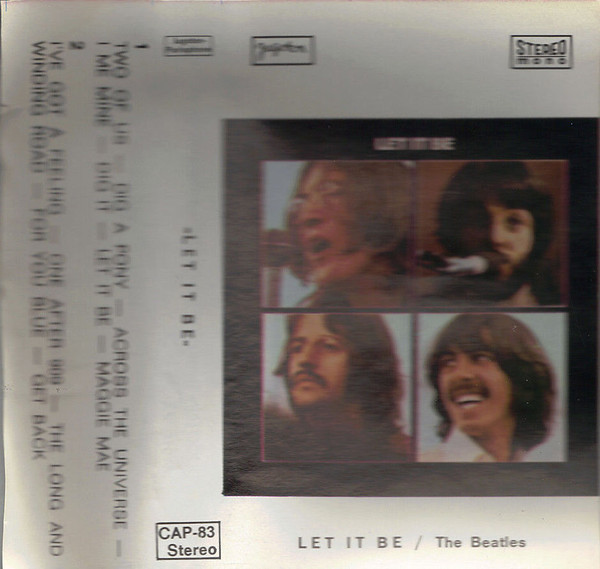 Jugoton
STEREO
mono
LET IT BE
1
TWO OF US — DIG A PONY — ACROSS THE UNIVERSE —
I ME MINE — DIG IT — LET IT BE — MAGGIE MAE
2
I'VE GOT A FEELING — ONE AFTER 909 — THE LONG AND
WINDING ROAD — FOR YOU BLUE — GET BACK
»LET IT BE«
CAP-83
Stereo
LET IT BE / The Beatles